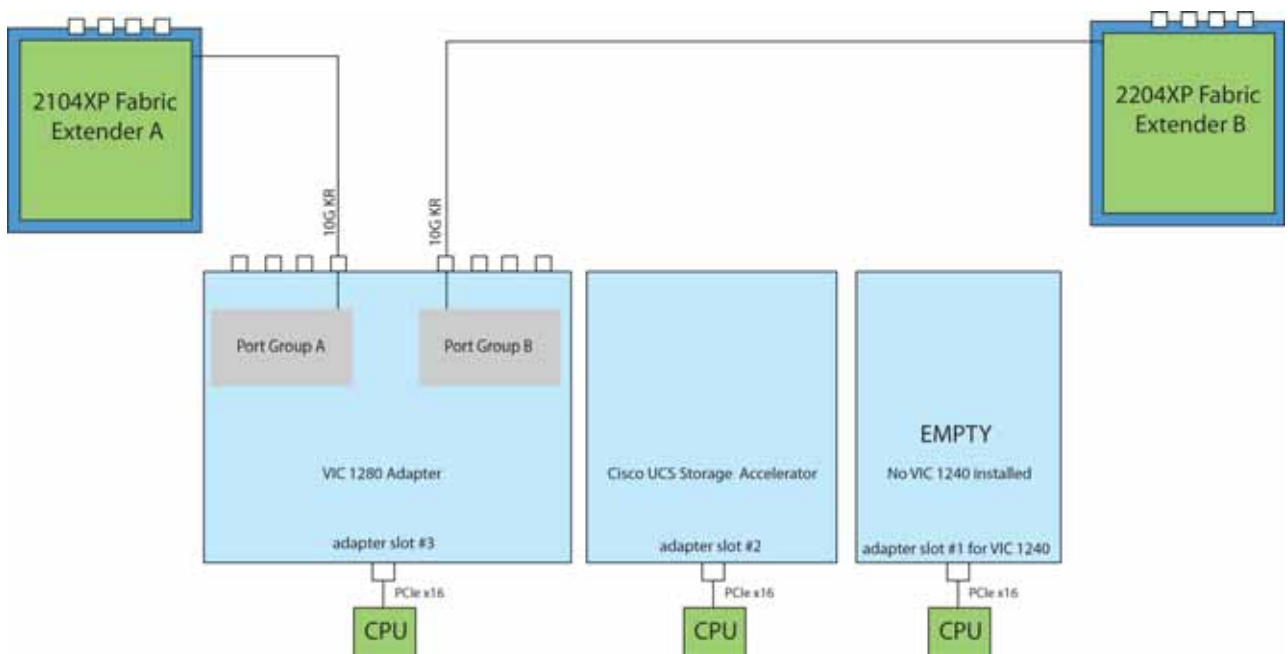 2104XP Fabric
Extender A
2204XP Fabric
Extender B
10G KR
10G KR
Port Group A
Port Group B
VIC 1280 Adapter
adapter slot #3
Cisco UCS Storage Accelerator
adapter slot #2
EMPTY
No VIC 1240 installed
adapter slot #1 for VIC 1240
PCIe x16
PCIe x16
PCIe x16
CPU
CPU
CPU